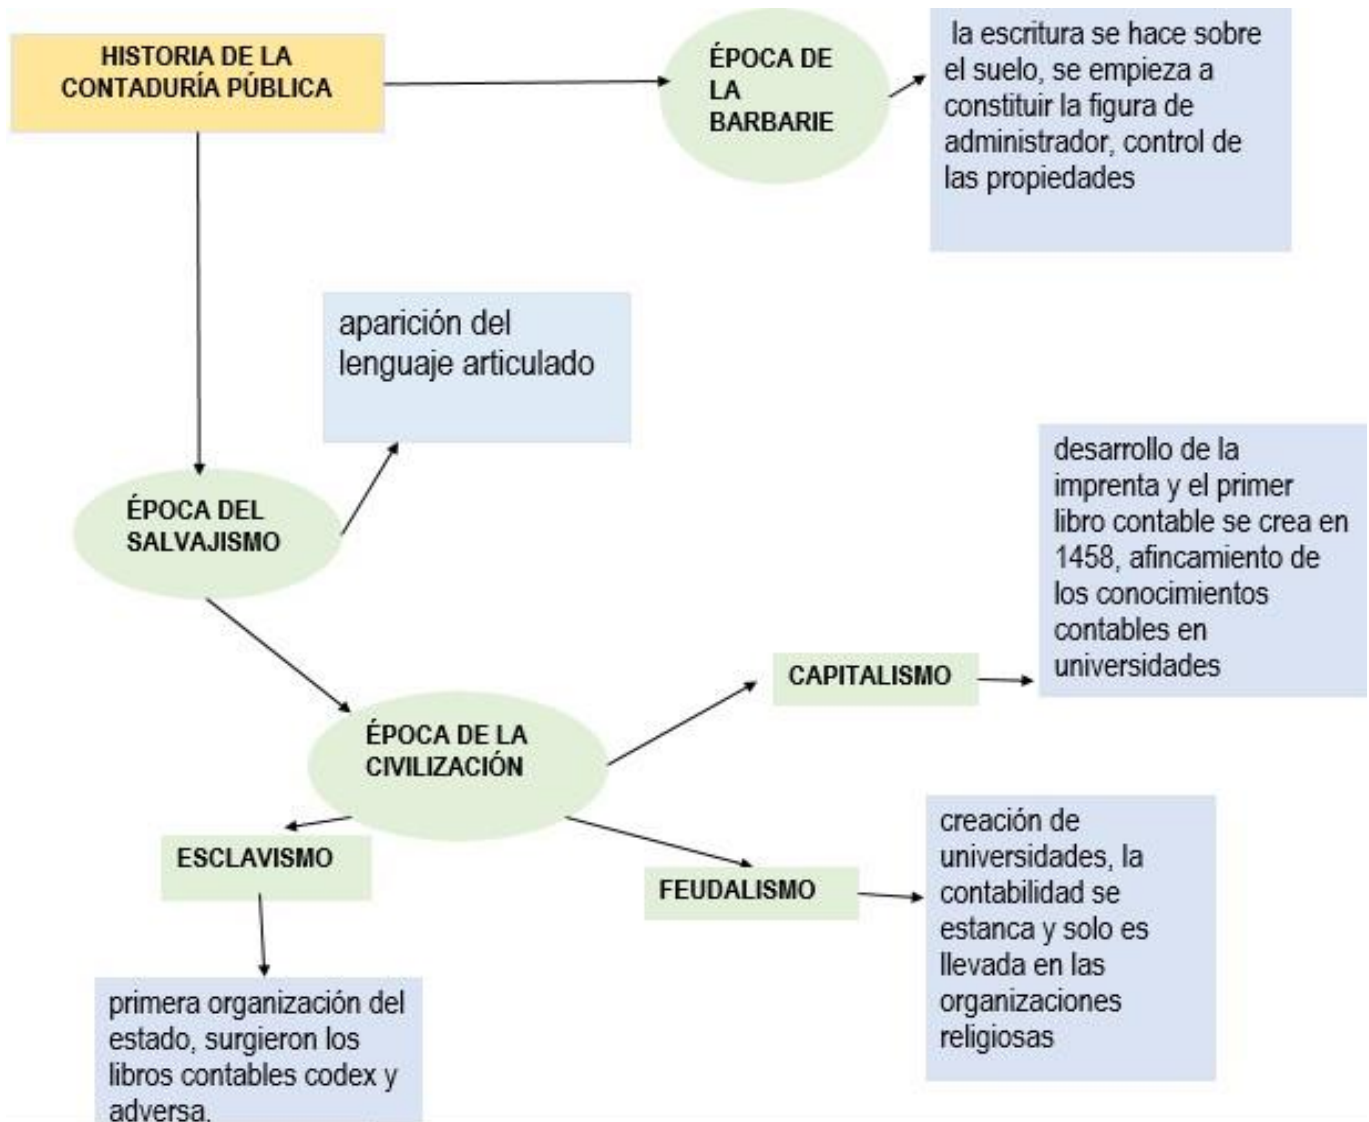 HISTORIA DE LA
CONTADURÍA PÚBLICA
ÉPOCA DE
LA
BARBARIE
la escritura se hace sobre
el suelo, se empieza a
constituir la figura de
administrador, control de
las propiedades
aparición del
lenguaje articulado
ÉPOCA DEL
SALVAJISMO
desarrollo de la
imprenta y el primer
libro contable se crea en
1458, afincamiento de
los conocimientos
contables en
universidades
CAPITALISMO
ÉPOCA DE LA
CIVILIZACIÓN
ESCLAVISMO
FEUDALISMO
creación de
universidades, la
contabilidad se
estanca y solo es
llevada en las
organizaciones
religiosas
primera organización del
estado, surgieron los
libros contables codex y
adversa.